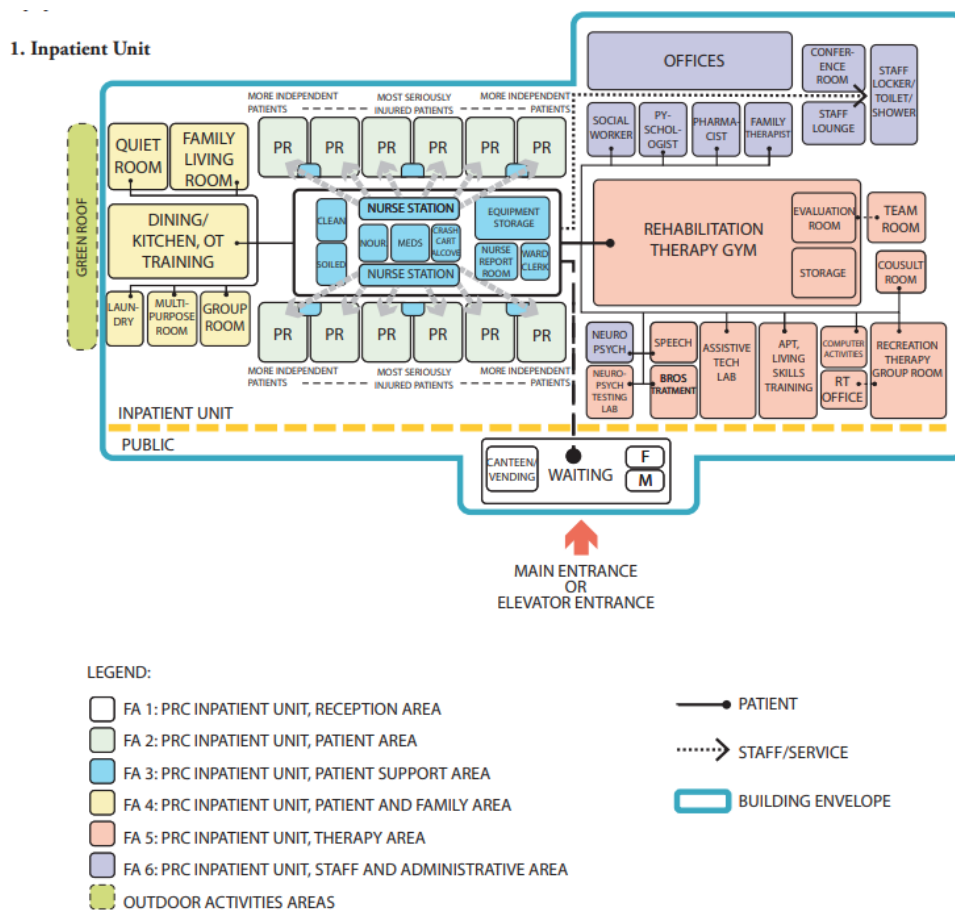 1. Inpatient Unit
MORE INDEPENDENT
PATIENTS
MOST SERIOUSLY
INJURED PATIENTS
MORE INDEPENDENT
PATIENTS
OFFICES
CONFER-
ENCE
ROOM
STAFF
LOCKER/
TOILET/
SHOWER
STAFF
LOUNGE
SOCIAL
WORKER
PY-
SCHOL-
OGIST
PHARMA-
CIST
FAMILY
THERAPIST
GREEN ROOF
QUIET
ROOM
FAMILY
LIVING
ROOM
DINING/
KITCHEN, OT
TRAINING
LAUN-
DRY
MULTI-
PURPOSE
ROOM
GROUP
ROOM
PR
PR
PR
PR
PR
PR
CLEAN
SOILED
NURSE STATION
NOUR
MEDS
CRASH
CART
ALCOVE
NURSE STATION
EQUIPMENT
STORAGE
NURSE
REPORT
ROOM
WARD
CLERK
PR
PR
PR
PR
PR
PR
MORE INDEPENDENT
PATIENTS
MOST SERIOUSLY
INJURED PATIENTS
MORE INDEPENDENT
PATIENTS
REHABILITATION
THERAPY GYM
EVALUATION
ROOM
STORAGE
TEAM
ROOM
COUSULT
ROOM
NEURO
PSYCH
SPEECH
NEURO-
PSYCH
TESTING
LAB
BROS
TRATMENT
ASSISTIVE
TECH
LAB
APT,
LIVING
SKILLS
TRAINING
COMPUTER
ACTIVITIES
RT
OFFICE
RECREATION
THERAPY
GROUP ROOM
INPATIENT UNIT
PUBLIC
CANTEEN/
VENDING
WAITING
F
M
MAIN ENTRANCE
OR
ELEVATOR ENTRANCE
LEGEND:
FA 1: PRC INPATIENT UNIT, RECEPTION AREA
FA 2: PRC INPATIENT UNIT, PATIENT AREA
FA 3: PRC INPATIENT UNIT, PATIENT SUPPORT AREA
FA 4: PRC INPATIENT UNIT, PATIENT AND FAMILY AREA
FA 5: PRC INPATIENT UNIT, THERAPY AREA
FA 6: PRC INPATIENT UNIT, STAFF AND ADMINISTRATIVE AREA
OUTDOOR ACTIVITIES AREAS
PATIENT
STAFF/SERVICE
BUILDING ENVELOPE